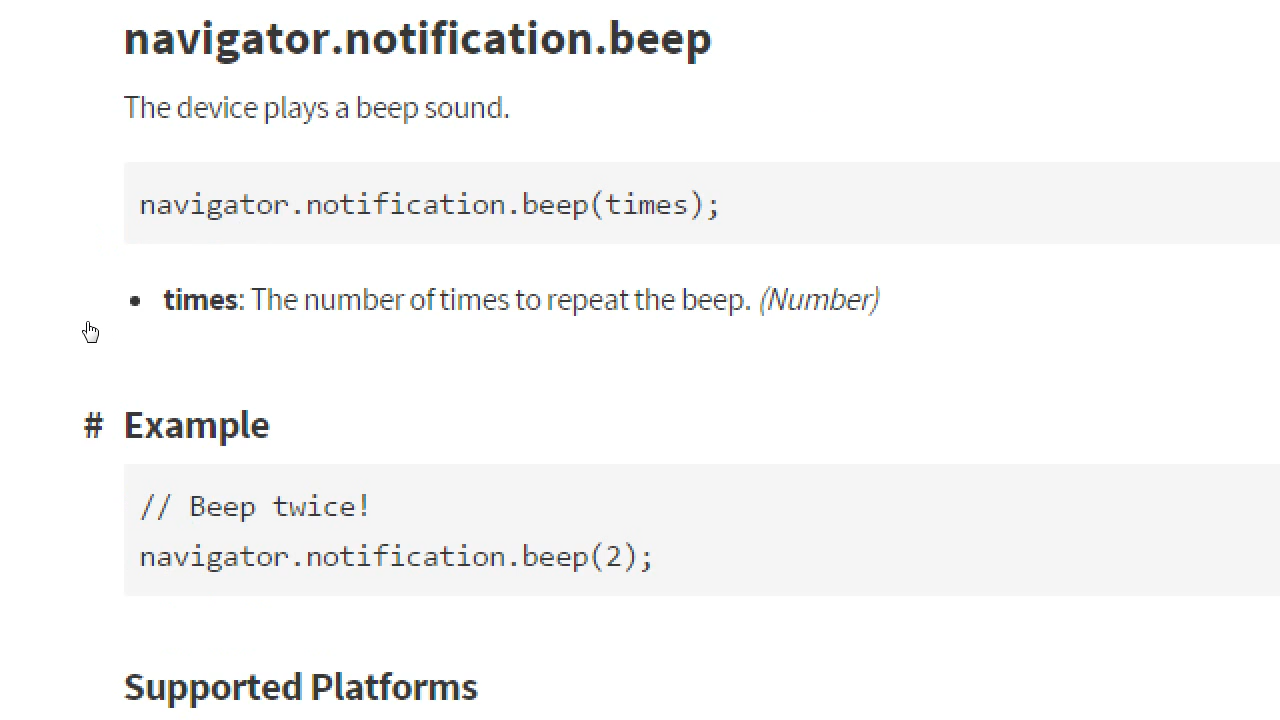 navigator.notification.beep
The device plays a beep sound.
navigator.notification.beep(times);
• times: The number of times to repeat the beep. (Number)
# Example
// Beep twice!
navigator.notification.beep(2);
Supported Platforms